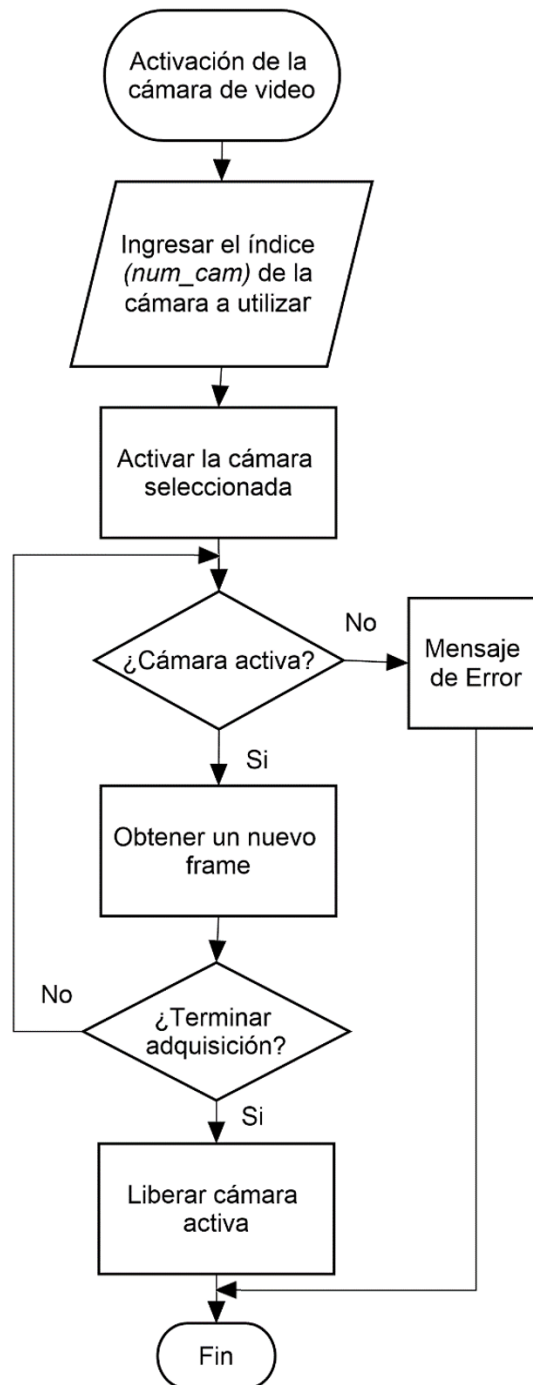 Activación de la
cámara de video
Ingresar el índice
(num_cam) de la
cámara a utilizar
Activar la cámara
seleccionada
¿Cámara activa?
No
Mensaje
de Error
Si
Obtener un nuevo
frame
No
¿Terminar
adquisición?
Si
Liberar cámara
activa
Fin